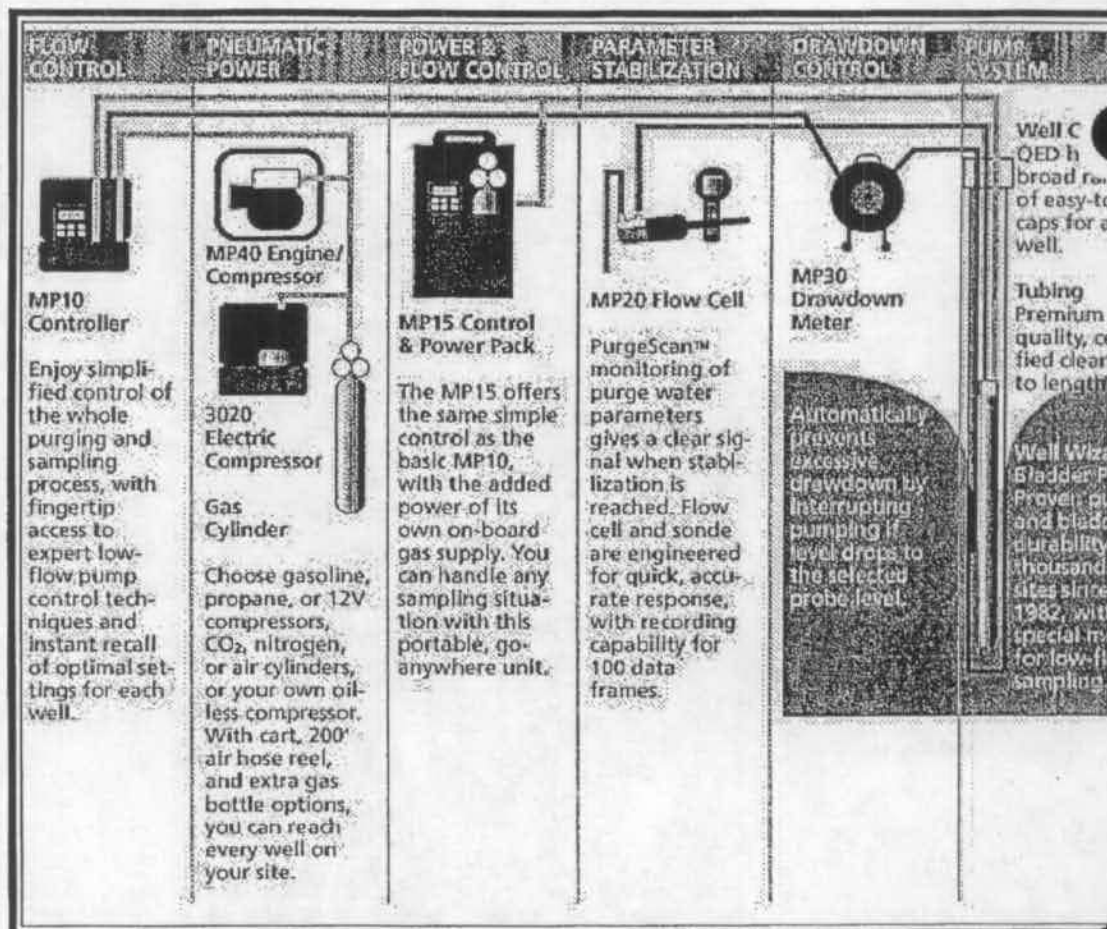 FLOW
CONTROL
MP10
Controller
Enjoy simpli-
fied control of
the whole
purging and
sampling
process, with
fingertip
access to
expert low-
flow pump
control tech-
niques and
instant recall
of optimal set-
tings for each
well.
PNEUMATIC
POWER
MP40 Engine/
Compressor
3020
Electric
Compressor
Gas
Cylinder
Choose gasoline,
propane, or 12V
compressors,
CO₂, nitrogen,
or air cylinders,
or your own oil-
less compressor.
With cart, 200'
air hose reel,
and extra gas
bottle options,
you can reach
every well on
your site.
POWER &
FLOW CONTROL
MP15 Control
& Power Pack
The MP15 offers
the same simple
control as the
basic MP10,
with the added
power of its
own on-board
gas supply. You
can handle any
sampling situa-
tion with this
portable, go-
anywhere unit.
PARAMETER
STABILIZATION
MP20 Flow Cell
PurgeScan™
monitoring of
purge water
parameters
gives a clear sig-
nal when stabi-
lization is
reached. Flow
cell and sonde
are engineered
for quick, accu-
rate response,
with recording
capability for
100 data
frames.
DRAWDOWN
CONTROL
MP30
Drawdown
Meter
Automatically
prevents
excessive
drawdown by
interrupting
pumping if
level drops to
the selected
probe level.
PUMP
SYSTEM
Well C
QED h
broad
of easy-to
caps for a
well.
Tubing
Premium
quality, ce
fied clean
to length
Well Wiza
Bladder P
Proven p
and bladd
durability
thousand
sites since
1982, with
special m
for low-fl
sampling.